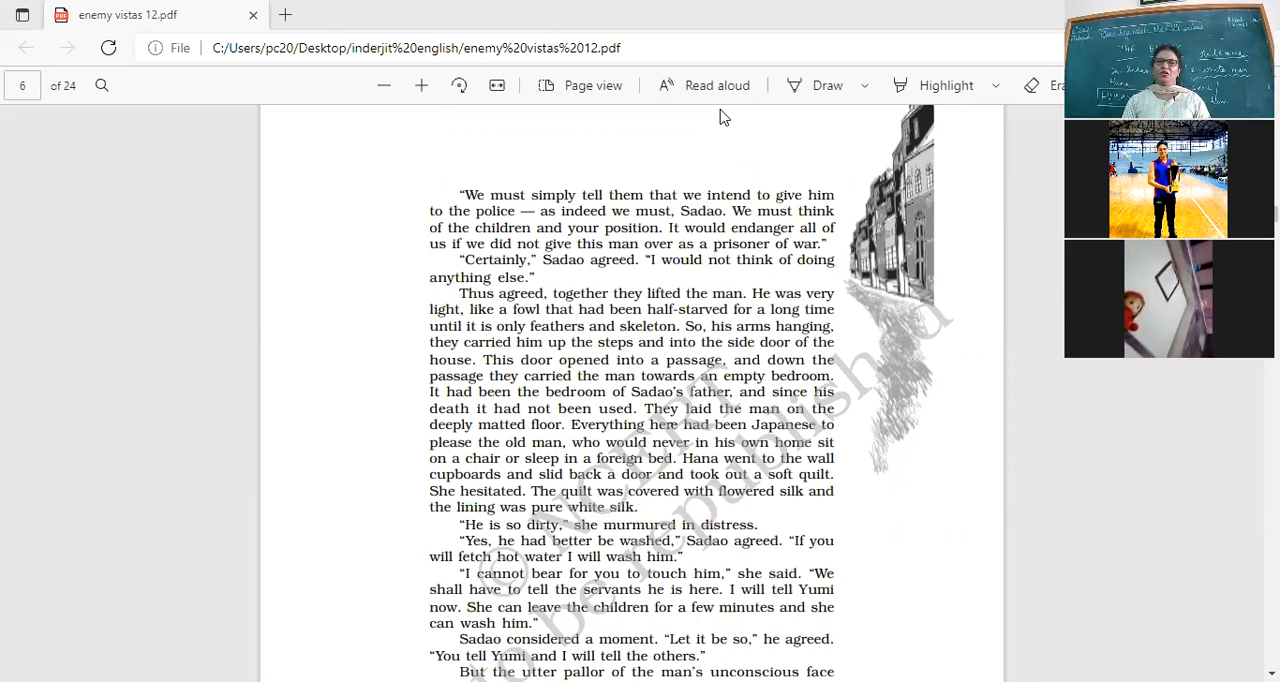 enemy vistas 12.pdf
File C:/Users/pc20/Desktop/inderjit%20english/enemy%20vistas%2012.pdf
6 of 24 Page view Read aloud Draw Highlight
THE
“We must simply tell them that we intend to give him
to the police — as indeed we must, Sadao. We must think
of the children and your position. It would endanger all of
us if we did not give this man over as a prisoner of war.”
“Certainly,” Sadao agreed. “I would not think of doing
anything else.”
Thus agreed, together they lifted the man. He was very
light, like a fowl that had been half-starved for a long time
until it is only feathers and skeleton. So, his arms hanging,
they carried him up the steps and into the side door of the
house. This door opened into a passage, and down the
passage they carried the man towards an empty bedroom.
It had been the bedroom of Sadao’s father, and since his
death it had not been used. They laid the man on the
deeply matted floor. Everything here had been Japanese to
please the old man, who would never in his own home sit
on a chair or sleep in a foreign bed. Hana went to the wall
cupboards and slid back a door and took out a soft quilt.
She hesitated. The quilt was covered with flowered silk and
the lining was pure white silk.
“He is so dirty,” she murmured in distress.
“Yes, he had better be washed,” Sadao agreed. “If you
will fetch hot water I will wash him.”
“I cannot bear for you to touch him,” she said. “We
shall have to tell the servants he is here. I will tell Yumi
now. She can leave the children for a few minutes and she
can wash him.”
Sadao considered a moment. “Let it be so,” he agreed.
“You tell Yumi and I will tell the others.”
But the utter pallor of the man’s unconscious face
© NCERT
to be republished